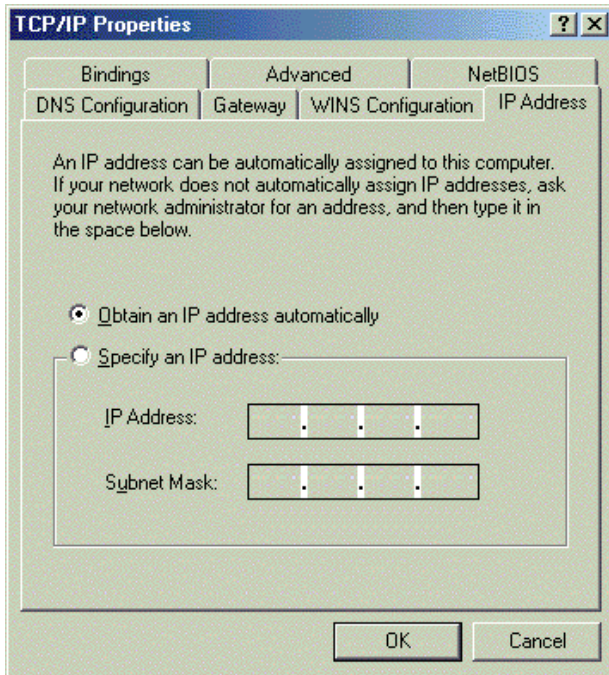 TCP/IP Properties
Bindings Advanced NetBIOS
DNS Configuration Gateway WINS Configuration IP Address
An IP address can be automatically assigned to this computer.
If your network does not automatically assign IP addresses, ask
your network administrator for an address, and then type it in
the space below.
Obtain an IP address automatically
Specify an IP address:
IP Address: . . .
Subnet Mask: . . .
OK Cancel